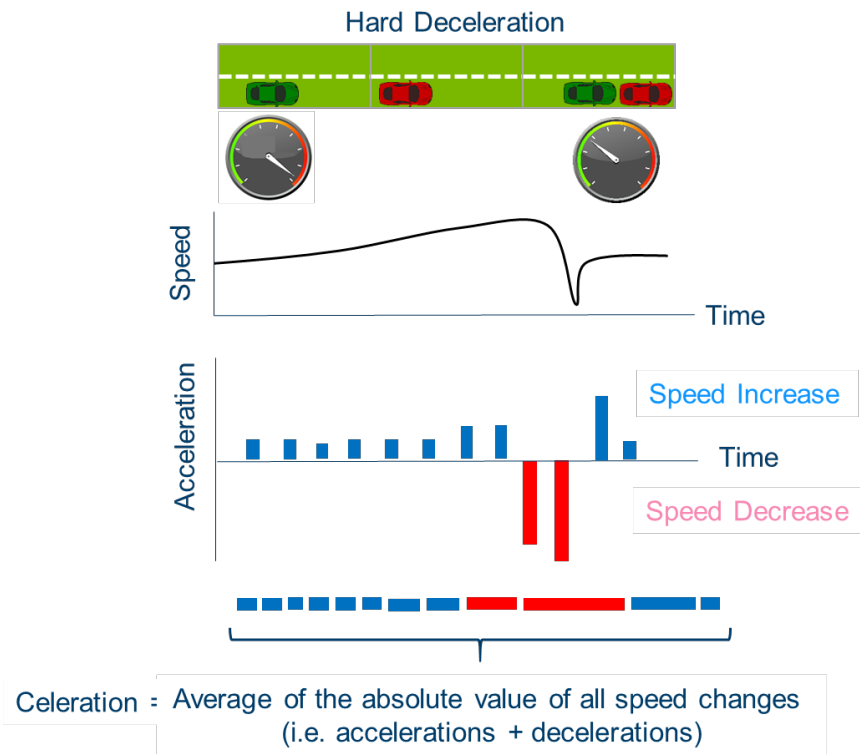 Hard Deceleration
Speed
Time
Acceleration
Speed Increase
Time
Speed Decrease
Celeration =
Average of the absolute value of all speed changes
(i.e. accelerations + decelerations)